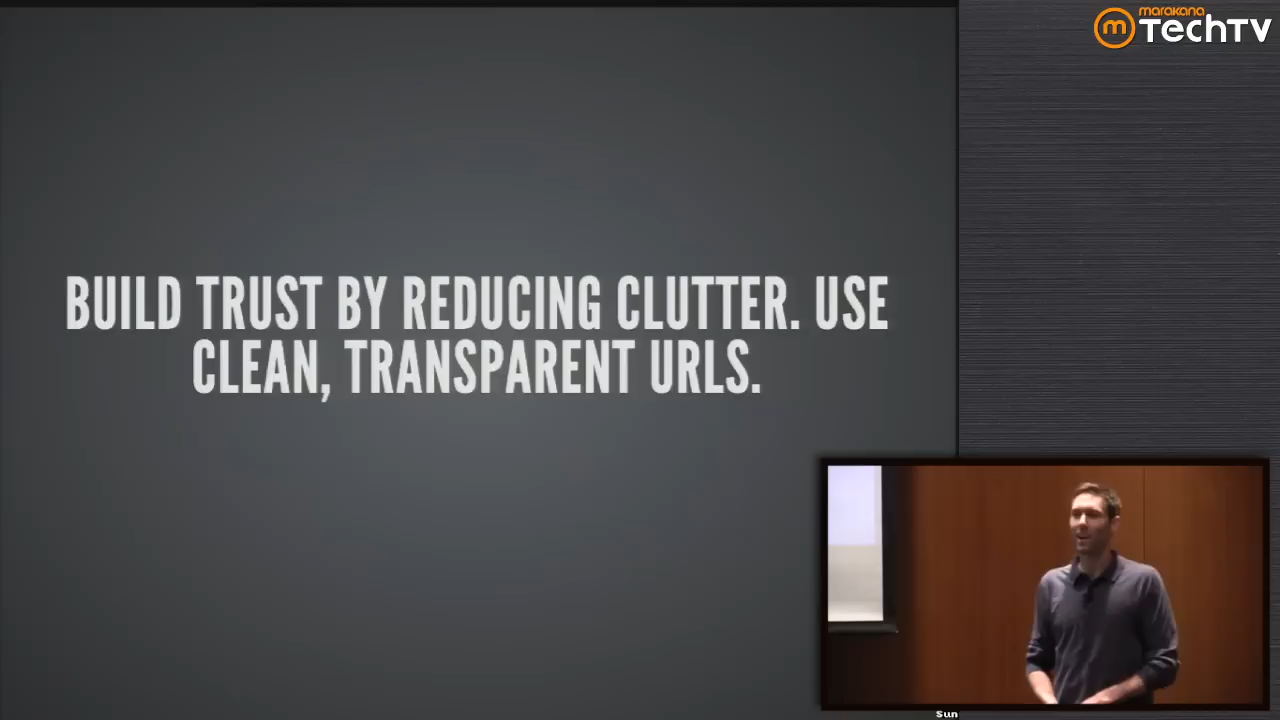 marakana
m TechTV
BUILD TRUST BY REDUCING CLUTTER. USE
CLEAN, TRANSPARENT URLS.
Sun